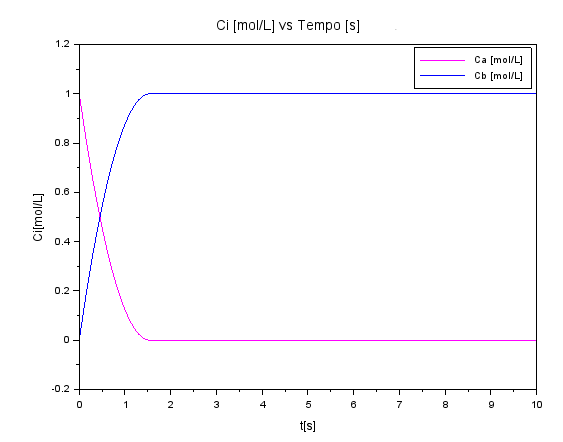 Ci [mol/L] vs Tempo [s]
1.2
Ca [mol/L]
Cb [mol/L]
1
0.8
0.6
Ci[mol/L]
0.4
0.2
0
-0.2
0 1 2 3 4 5 6 7 8 9 10
t[s]